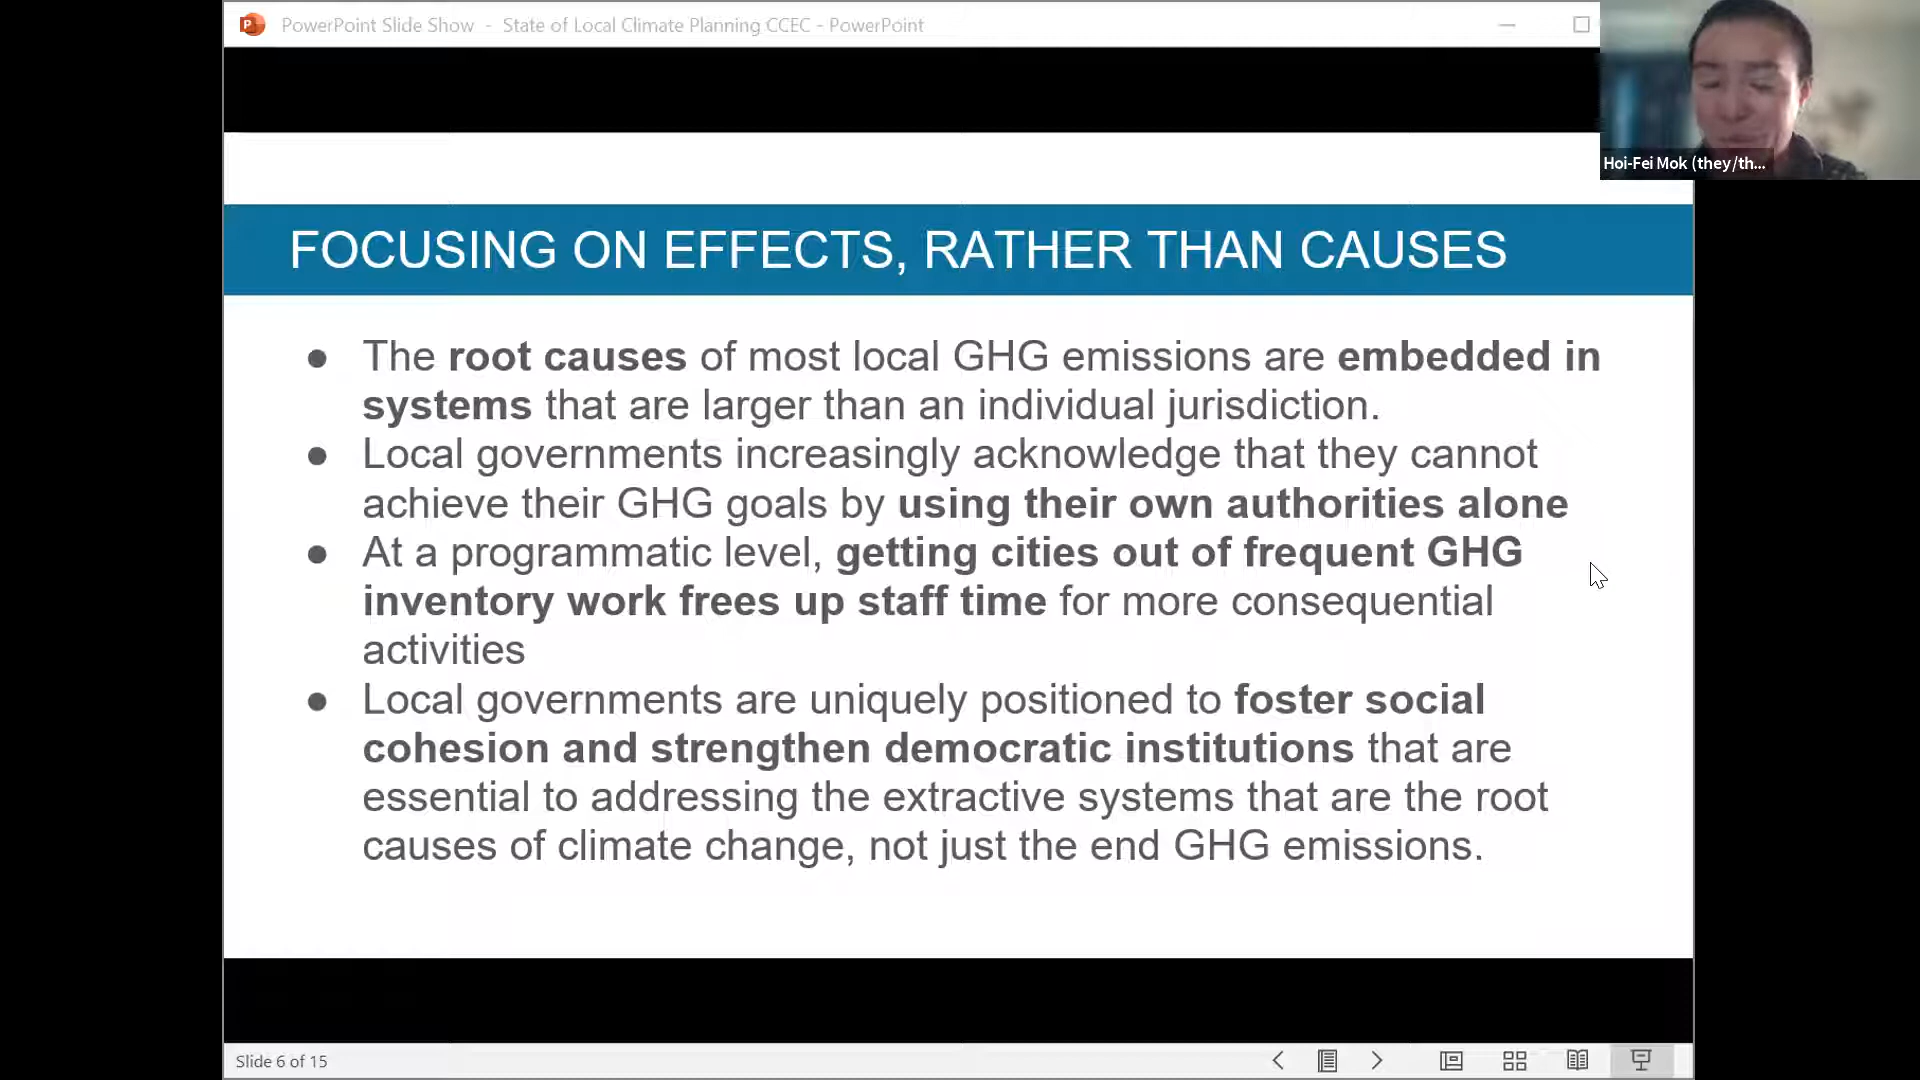 PowerPoint Slide Show - State of Local Climate Planning CCEC - PowerPoint
Hoi-Fei Mok (they/th...
FOCUSING ON EFFECTS, RATHER THAN CAUSES
● The root causes of most local GHG emissions are embedded in
systems that are larger than an individual jurisdiction.
● Local governments increasingly acknowledge that they cannot
achieve their GHG goals by using their own authorities alone
● At a programmatic level, getting cities out of frequent GHG
inventory work frees up staff time for more consequential
activities
● Local governments are uniquely positioned to foster social
cohesion and strengthen democratic institutions that are
essential to addressing the extractive systems that are the root
causes of climate change, not just the end GHG emissions.
Slide 6 of 15